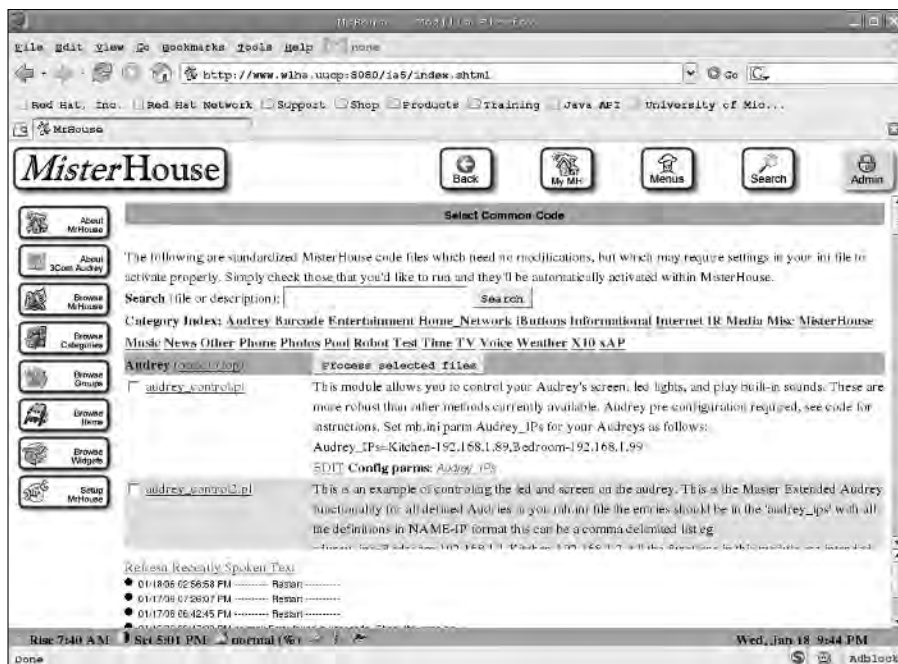 MrHouse - Mozilla Firefox
File Edit View Go Bookmarks Tools Help none
http://www.wlha.uucp:8080/ia5/index.shtml Go
Red Hat, Inc. Red Hat Network Support Shop Products Training Java API University of Mic...
MrHouse
MisterHouse
Back
My MH
Menus
Search
Admin
About MrHouse
About 3Com Audrey
Browse MrHouse
Browse Categories
Browse Groups
Browse Items
Browse Widgets
Setup MrHouse
Select Common Code
The following are standardized MisterHouse code files which need no modifications, but which may require settings in your ini file to
activate properly. Simply check those that you'd like to run and they'll be automatically activated within MisterHouse.
Search (file or description): Search
Category Index: Audrey Barcode Entertainment Home_Network iButtons Informational Internet IR Media Misc MisterHouse
Music News Other Phone Photos Pool Robot Test Time TV Voice Weather X10 xAP
Audrey (back to top) Process selected files
audrey_control.pl
This module allows you to control your Audrey's screen, led lights, and play built-in sounds. These are
more robust than other methods currently available. Audrey pre configuration required, see code for
instructions. Set mh.ini parm Audrey_IPs for your Audreys as follows:
Audrey_IPs=Kitchen-192.168.1.89,Bedroom-192.168.1.99
EDIT Config parms: Audrey_IPs
audrey_control2.pl
This is an example of controling the led and screen on the audrey. This is the Master Extended Audrey
functionality for all defined Audries in you mh.ini file the entries should be in the 'audrey_ips' with all
the definitions in NAME-IP format this can be a comma delimited list eg
Refresh Recently Spoken Text
01/18/06 02:56:58 PM ---------- Restart ----------
01/17/06 07:26:07 PM ---------- Restart ----------
01/17/06 06:42:45 PM ---------- Restart ----------
Rise 7:40 AM Set 5:01 PM normal (%)
Wed, Jan 18 9:44 PM
Done
Adblock